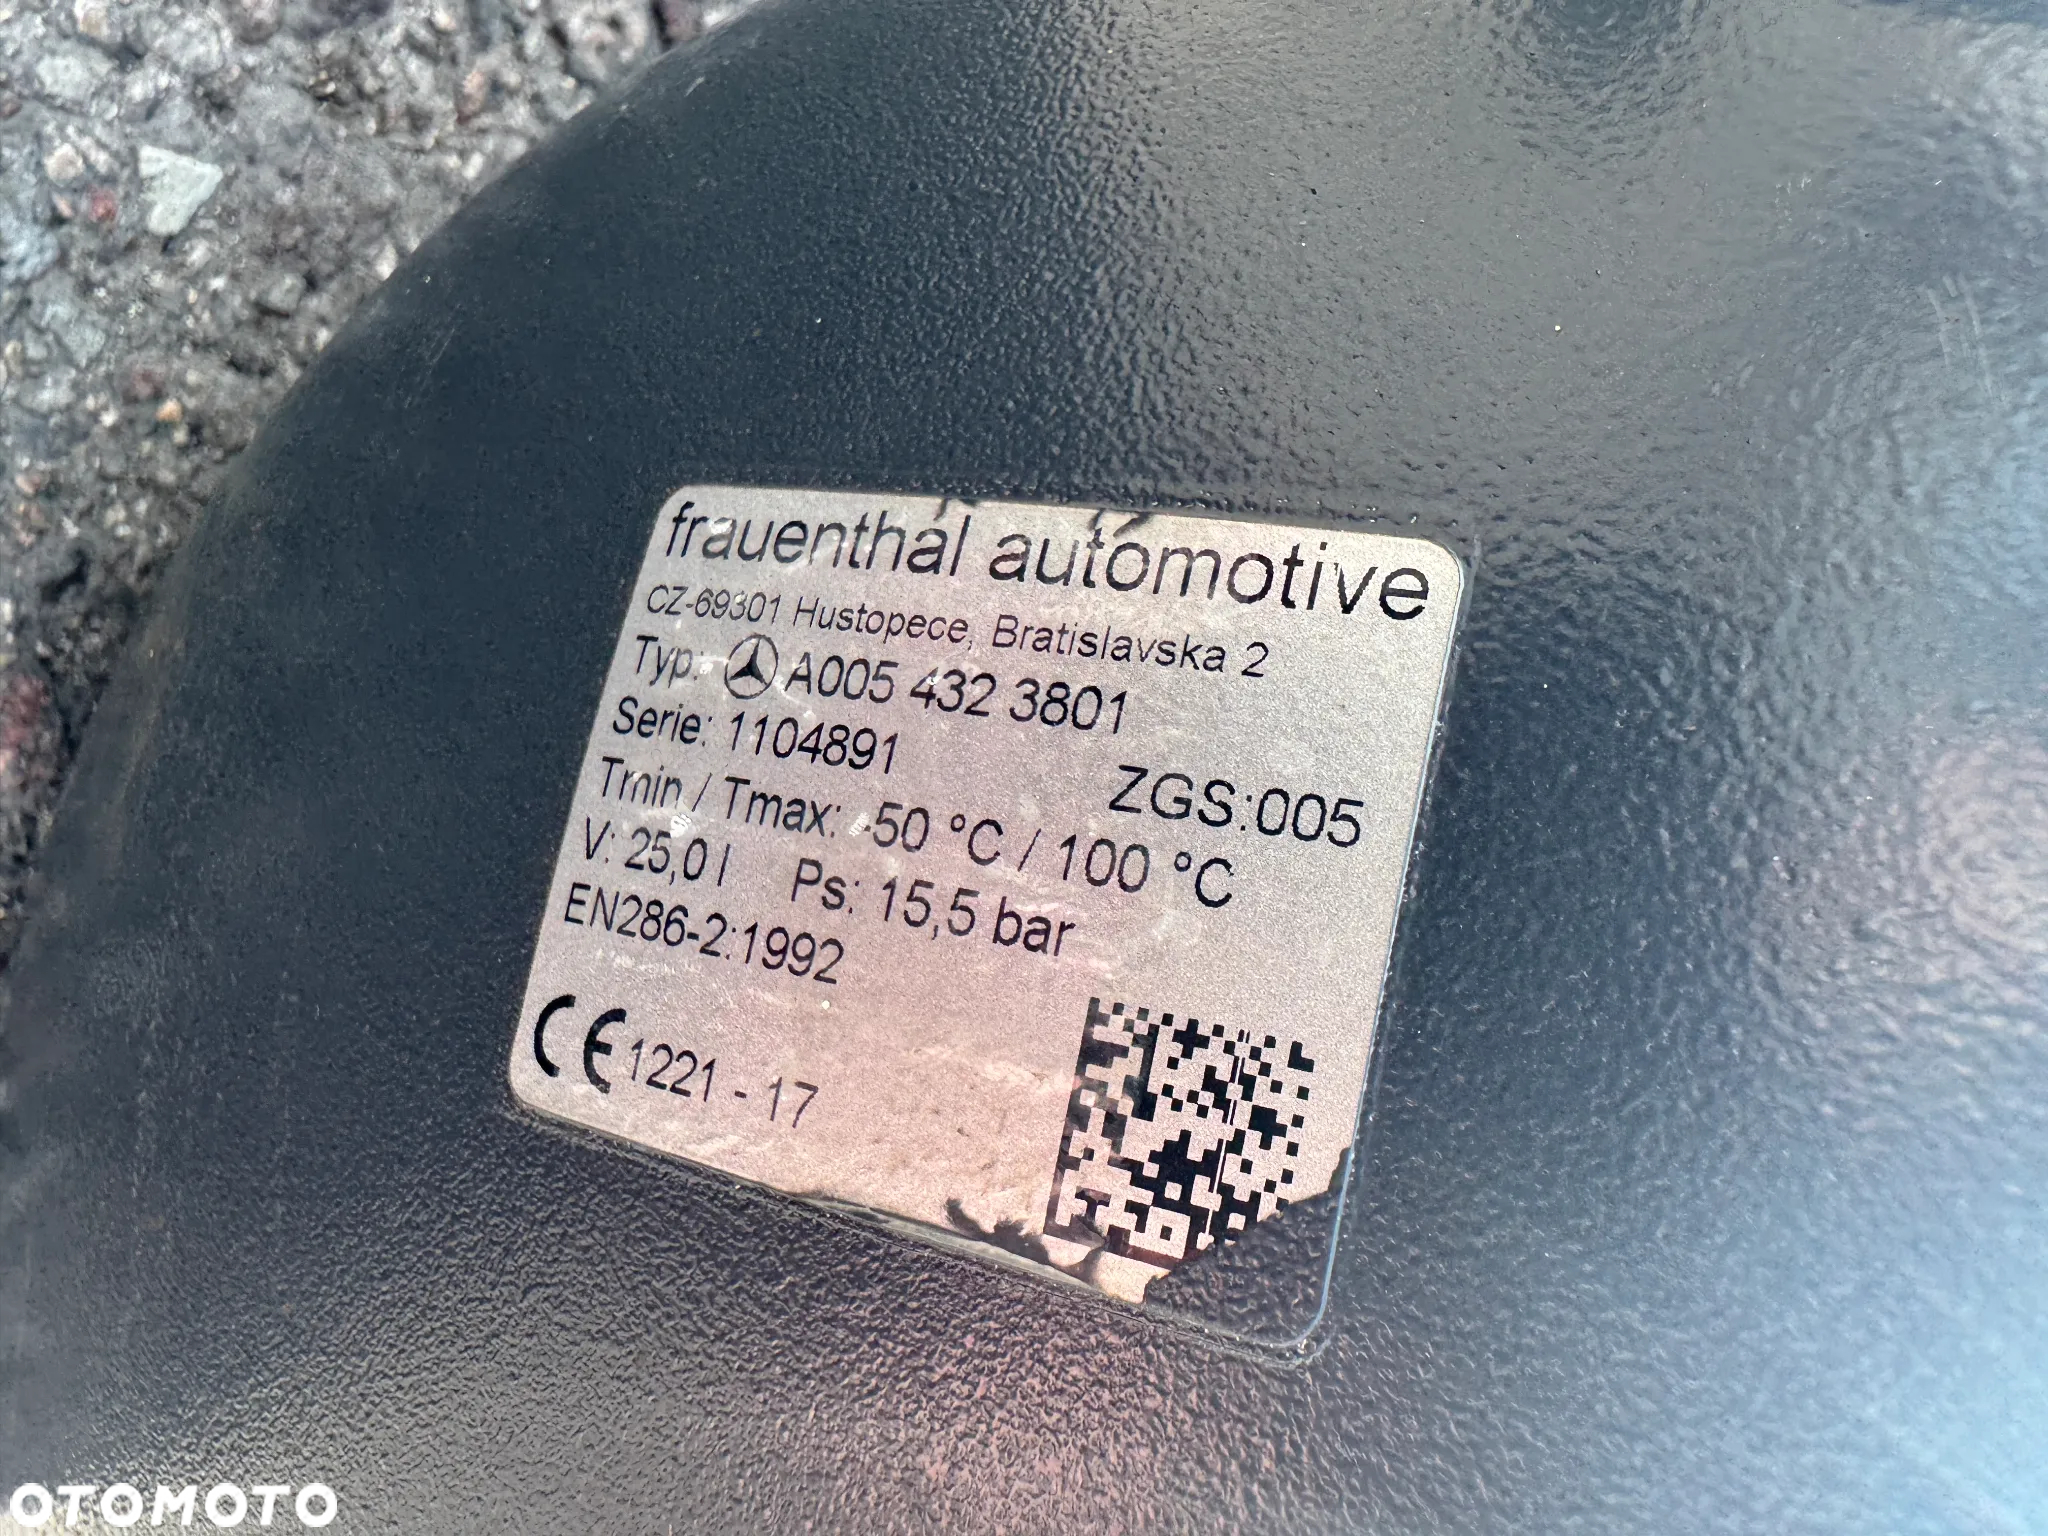 frauenthal automotive
CZ-69301 Hustopece, Bratislavska 2
Typ: A005 432 3801
Serie: 1104891 ZGS:005
Tmin / Tmax: -50 °C / 100 °C
V: 25,0 l Ps: 15,5 bar
EN286-2:1992
CE 1221 - 17
OTOMOTO